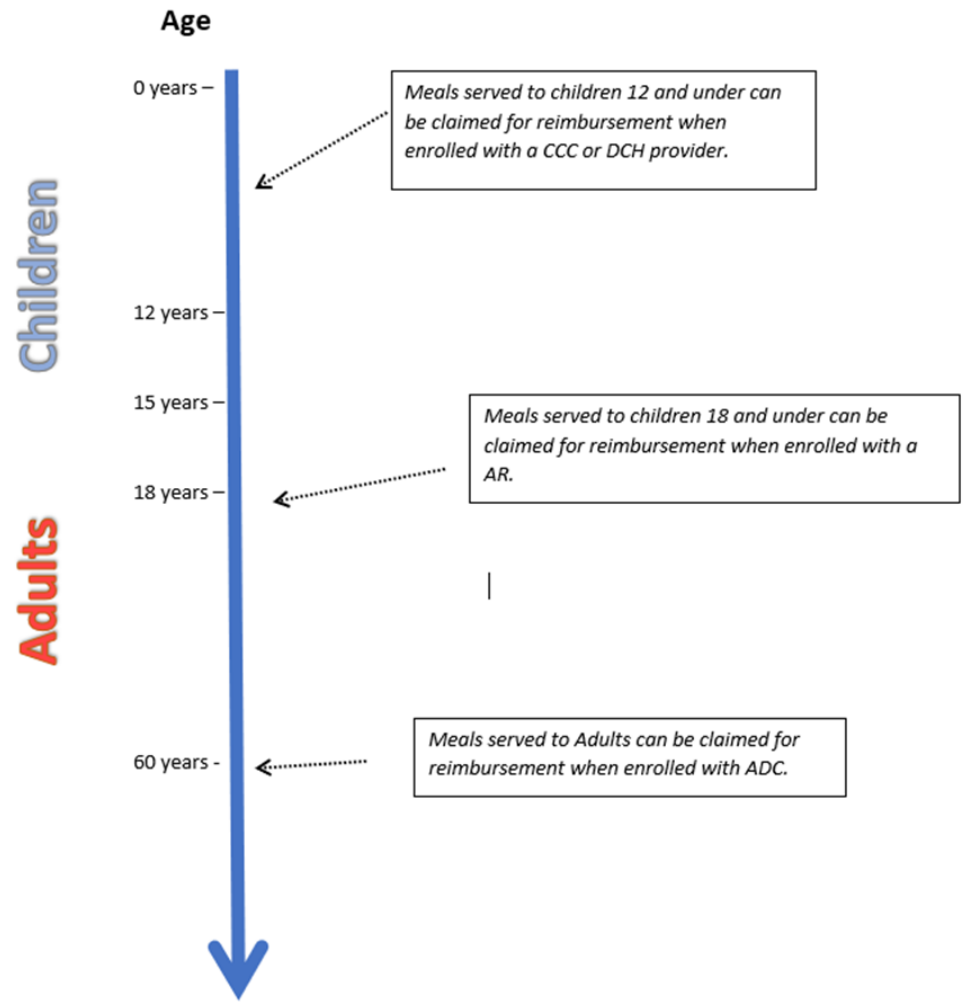 Age
0 years –
Meals served to children 12 and under can
be claimed for reimbursement when
enrolled with a CCC or DCH provider.
Children
12 years –
15 years –
Meals served to children 18 and under can be
claimed for reimbursement when enrolled with a
AR.
18 years –
Adults
Meals served to Adults can be claimed for
reimbursement when enrolled with ADC.
60 years -